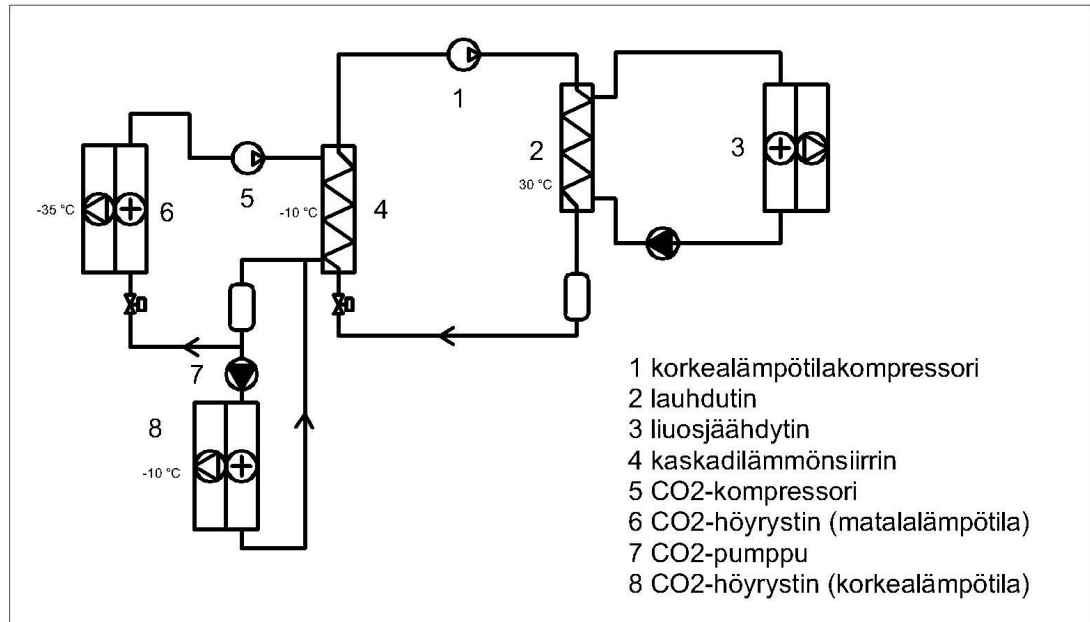 1
2
30 °C
3
5
-10 °C
4
-35 °C
6
7
8
-10 °C
1 korkealämpötilakompressori
2 lauhdutin
3 liuosjäähdytin
4 kaskadilämmönsiirrin
5 CO2-kompressori
6 CO2-höyrystin (matalalämpötila)
7 CO2-pumppu
8 CO2-höyrystin (korkealämpötila)